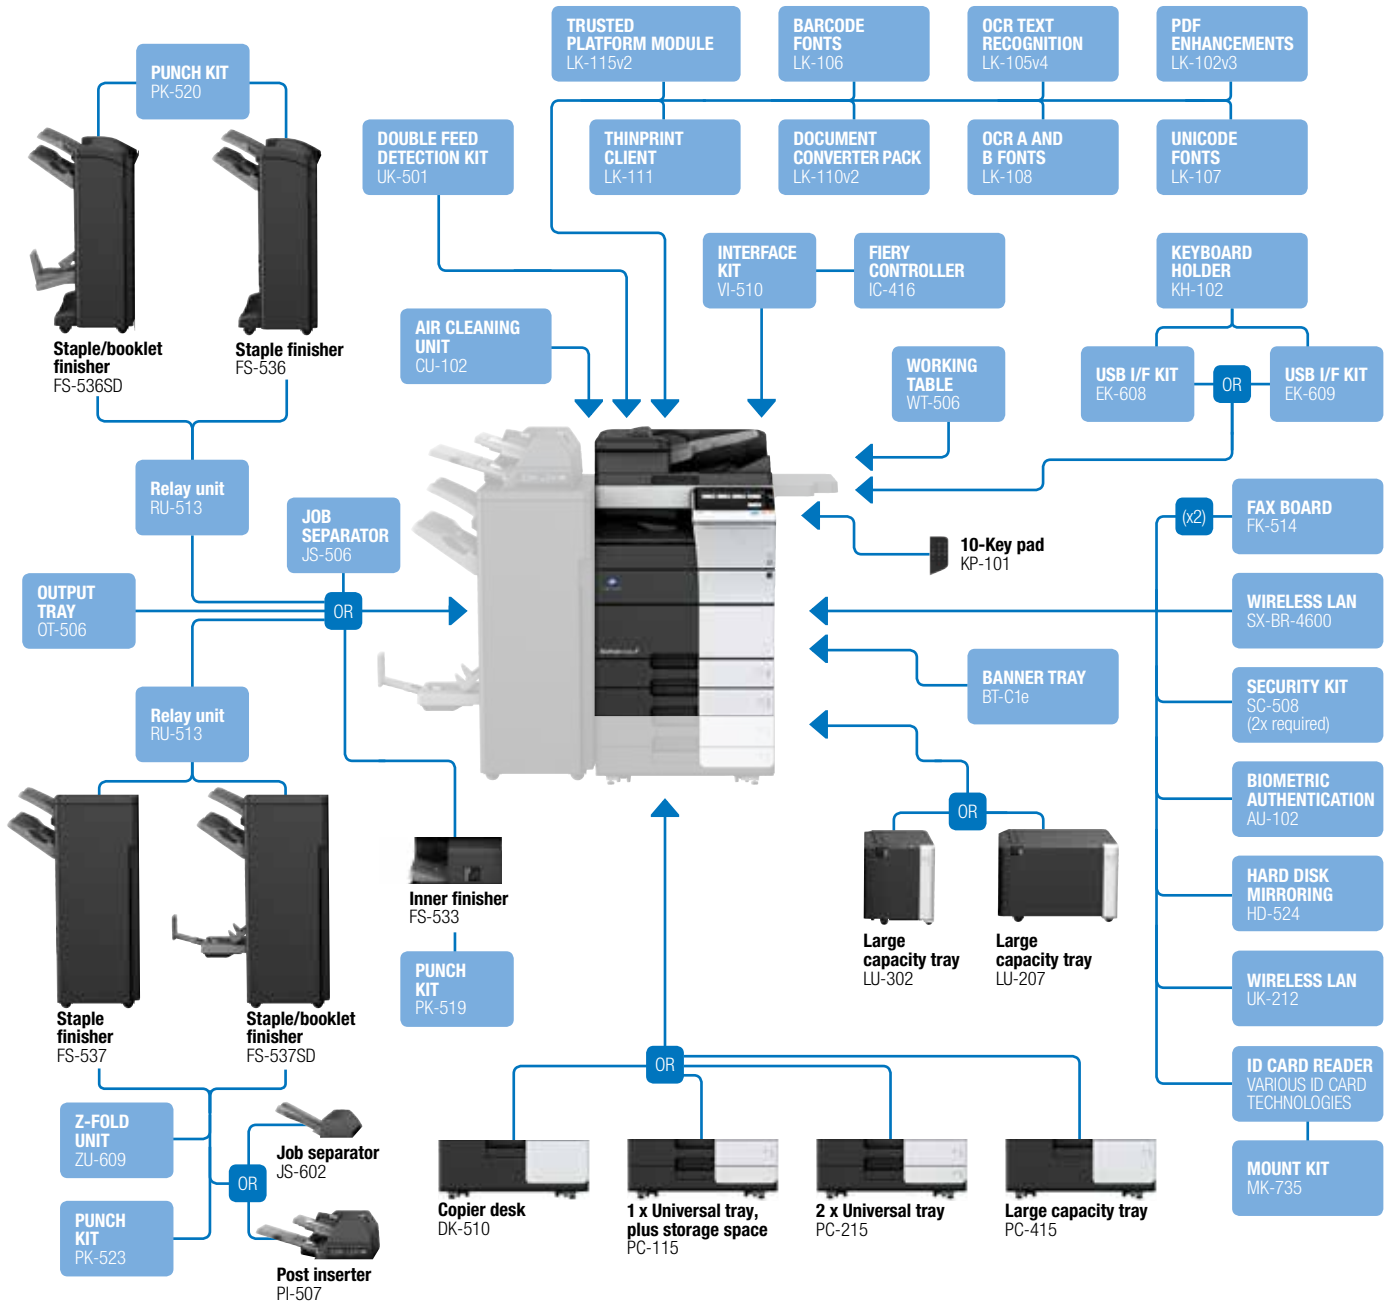 TRUSTED
PLATFORM MODULE
LK-115v2
BARCODE
FONTS
LK-106
OCR TEXT
RECOGNITION
LK-105v4
PDF
ENHANCEMENTS
LK-102v3
PUNCH KIT
PK-520
DOUBLE FEED
DETECTION KIT
UK-501
THINPRINT
CLIENT
LK-111
DOCUMENT
CONVERTER PACK
LK-110v2
OCR A AND
B FONTS
LK-108
UNICODE
FONTS
LK-107
INTERFACE
KIT
VI-510
FIERY
CONTROLLER
IC-416
KEYBOARD
HOLDER
KH-102
Staple/booklet
finisher
FS-536SD
Staple finisher
FS-536
AIR CLEANING
UNIT
CU-102
WORKING
TABLE
WT-506
USB I/F KIT
EK-608
OR
USB I/F KIT
EK-609
Relay unit
RU-513
JOB
SEPARATOR
JS-506
10-Key pad
KP-101
(x2)
FAX BOARD
FK-514
OUTPUT
TRAY
OT-506
OR
WIRELESS LAN
SX-BR-4600
Relay unit
RU-513
BANNER TRAY
BT-C1e
SECURITY KIT
SC-508
(2x required)
BIOMETRIC
AUTHENTICATION
AU-102
OR
Inner finisher
FS-533
HARD DISK
MIRRORING
HD-524
Large
capacity tray
LU-302
Large
capacity tray
LU-207
PUNCH
KIT
PK-519
WIRELESS LAN
UK-212
Staple
finisher
FS-537
Staple/booklet
finisher
FS-537SD
OR
ID CARD READER
VARIOUS ID CARD
TECHNOLOGIES
Z-FOLD
UNIT
ZU-609
Job separator
JS-602
OR
MOUNT KIT
MK-735
PUNCH
KIT
PK-523
Post inserter
PI-507
Copier desk
DK-510
1 x Universal tray,
plus storage space
PC-115
2 x Universal tray
PC-215
Large capacity tray
PC-415